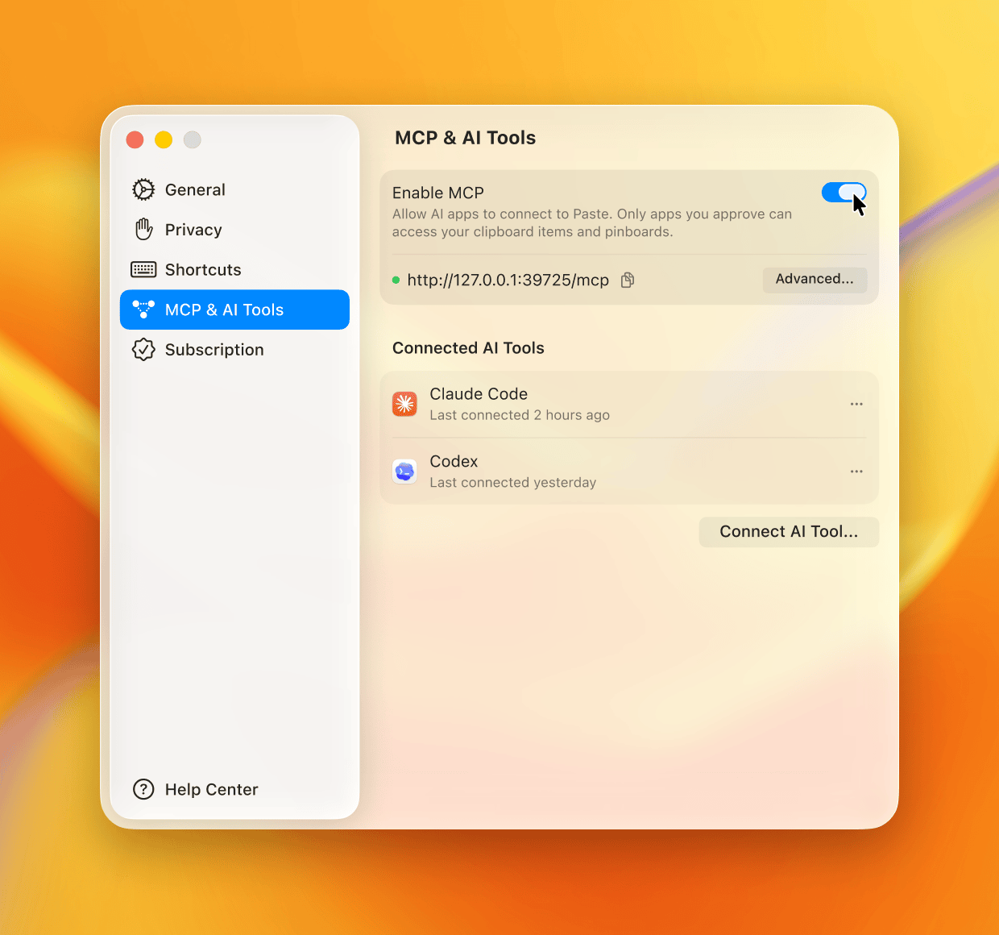 General
Privacy
Shortcuts
MCP & AI Tools
Subscription
Help Center
MCP & AI Tools
Enable MCP
Allow AI apps to connect to Paste. Only apps you approve can
access your clipboard items and pinboards.
http://127.0.0.1:39725/mcp
Advanced...
Connected AI Tools
Claude Code
Last connected 2 hours ago
Codex
Last connected yesterday
Connect AI Tool...